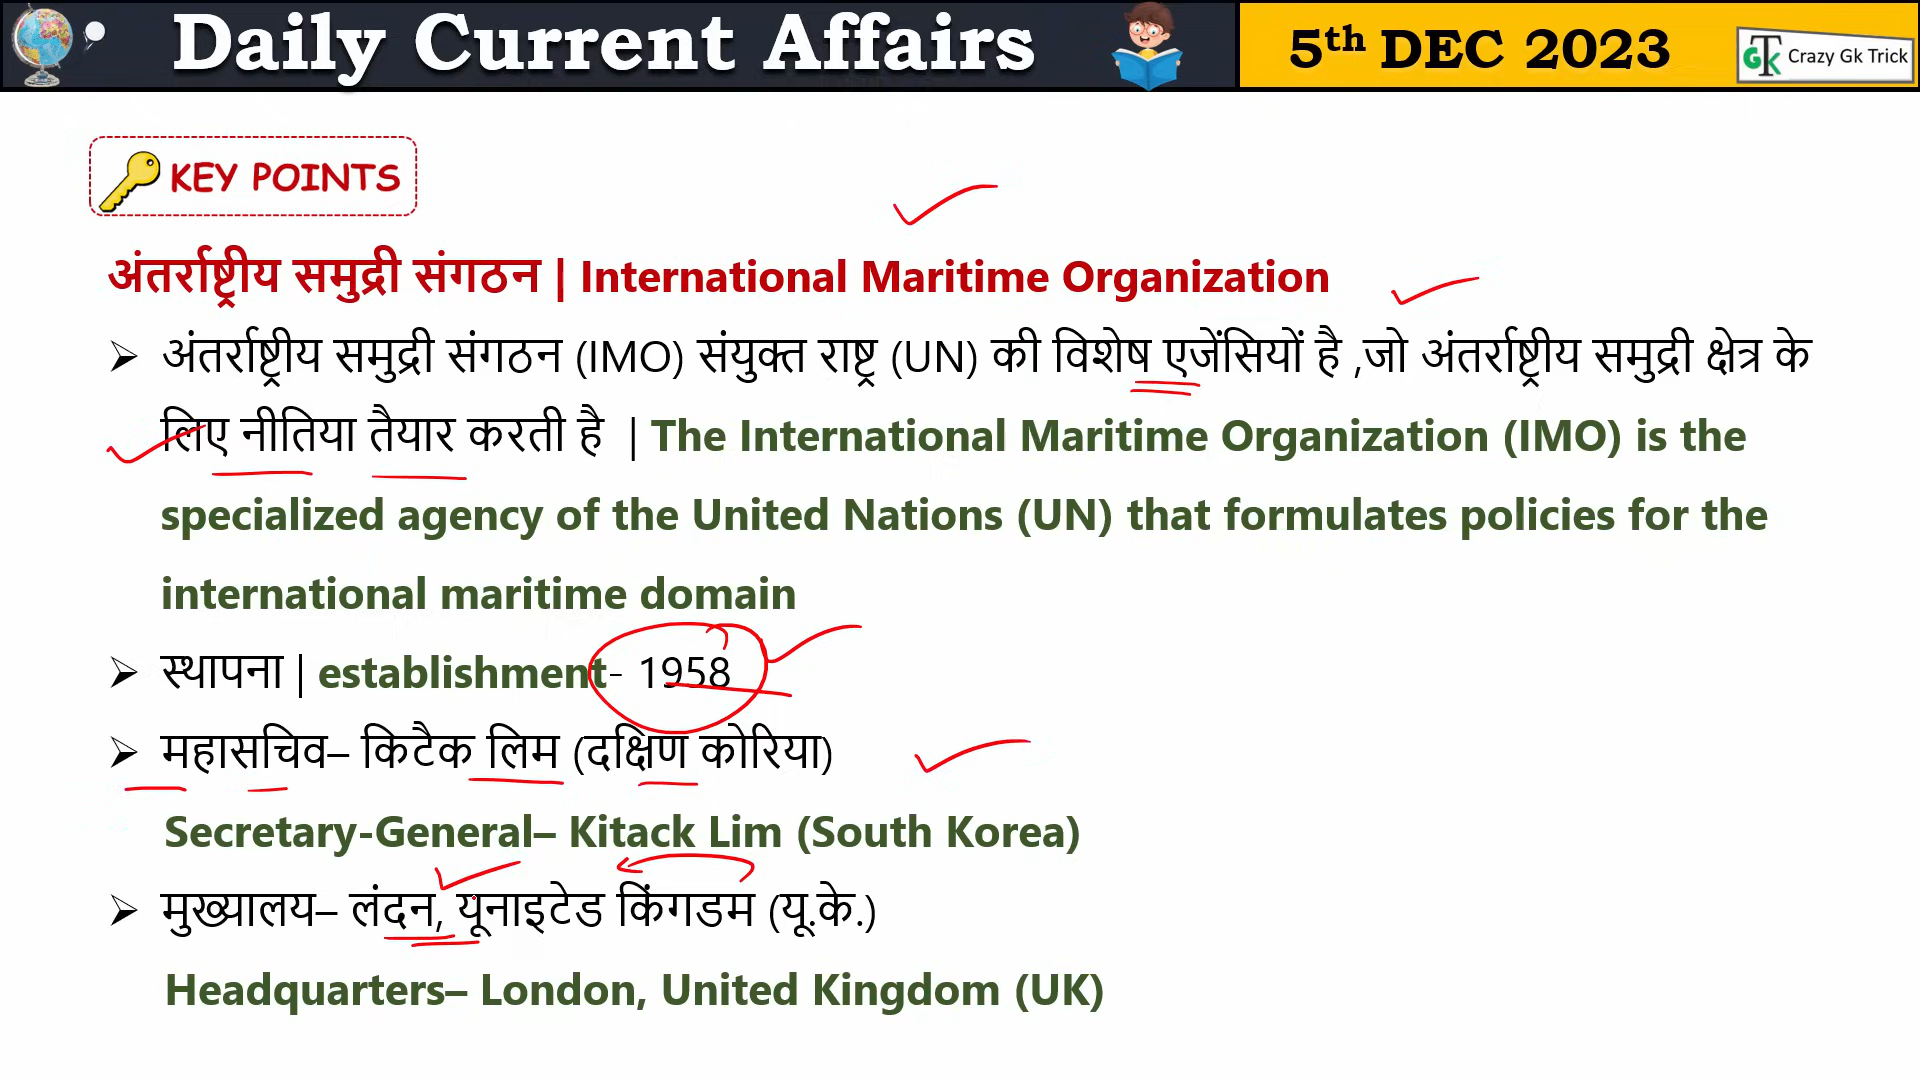 Daily Current Affairs
5th DEC 2023
GTK Crazy Gk Trick
KEY POINTS
अंतर्राष्ट्रीय समुद्री संगठन | International Maritime Organization
➢ अंतर्राष्ट्रीय समुद्री संगठन (IMO) संयुक्त राष्ट्र (UN) की विशेष एजेंसियों है ,जो अंतर्राष्ट्रीय समुद्री क्षेत्र के
लिए नीतिया तैयार करती है | The International Maritime Organization (IMO) is the
specialized agency of the United Nations (UN) that formulates policies for the
international maritime domain
➢ स्थापना | establishment- 1958
➢ महासचिव– किटैक लिम (दक्षिण कोरिया)
Secretary-General– Kitack Lim (South Korea)
➢ मुख्यालय– लंदन, यूनाइटेड किंगडम (यू.के.)
Headquarters– London, United Kingdom (UK)